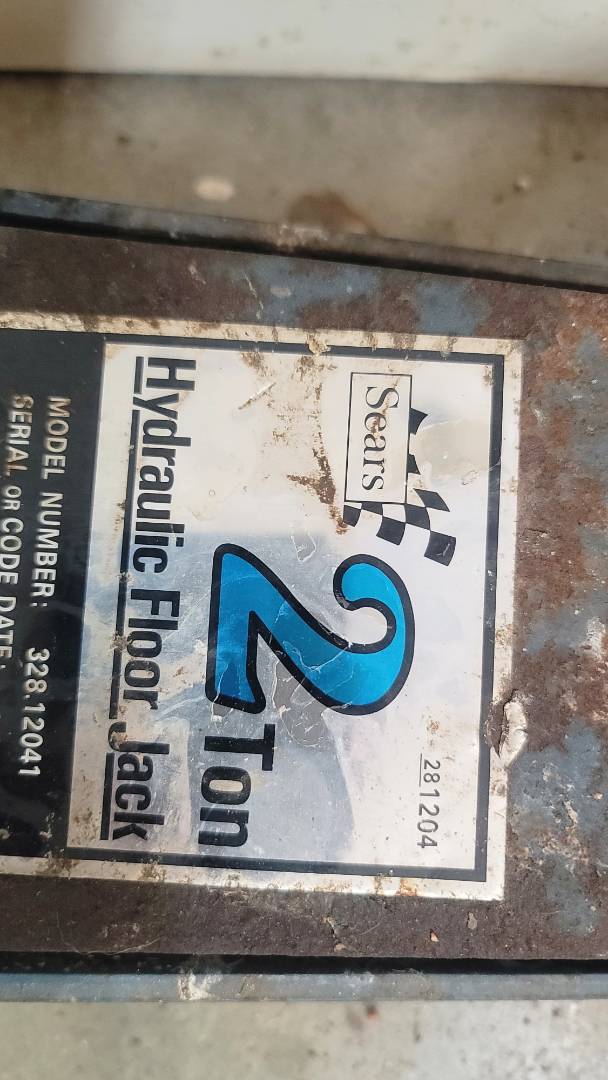 Sears
281204
2 Ton
Hydraulic Floor Jack
MODEL NUMBER: 328.12041
SERIAL OR CODE DATE: